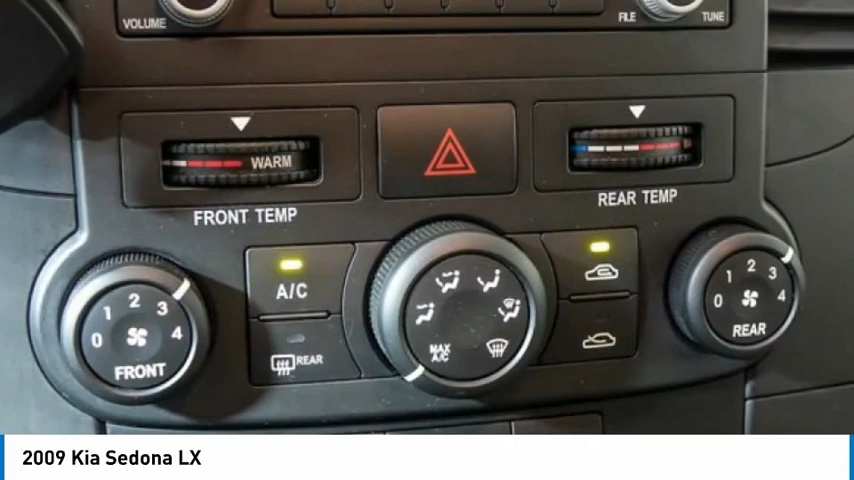 VOLUME
FILE TUNE
WARM
FRONT TEMP
REAR TEMP
A/C
REAR
0 1 2 3 4
FRONT
MAX
A/C
0 1 2 3 4
REAR
2009 Kia Sedona LX